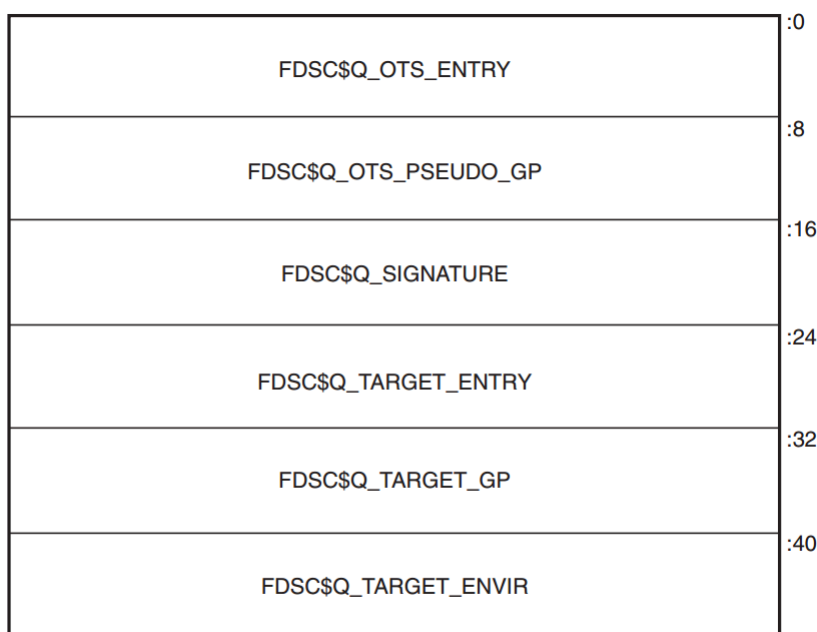 :0
FDSC$Q_OTS_ENTRY
:8
FDSC$Q_OTS_PSEUDO_GP
:16
FDSC$Q_SIGNATURE
:24
FDSC$Q_TARGET_ENTRY
:32
FDSC$Q_TARGET_GP
:40
FDSC$Q_TARGET_ENVIR